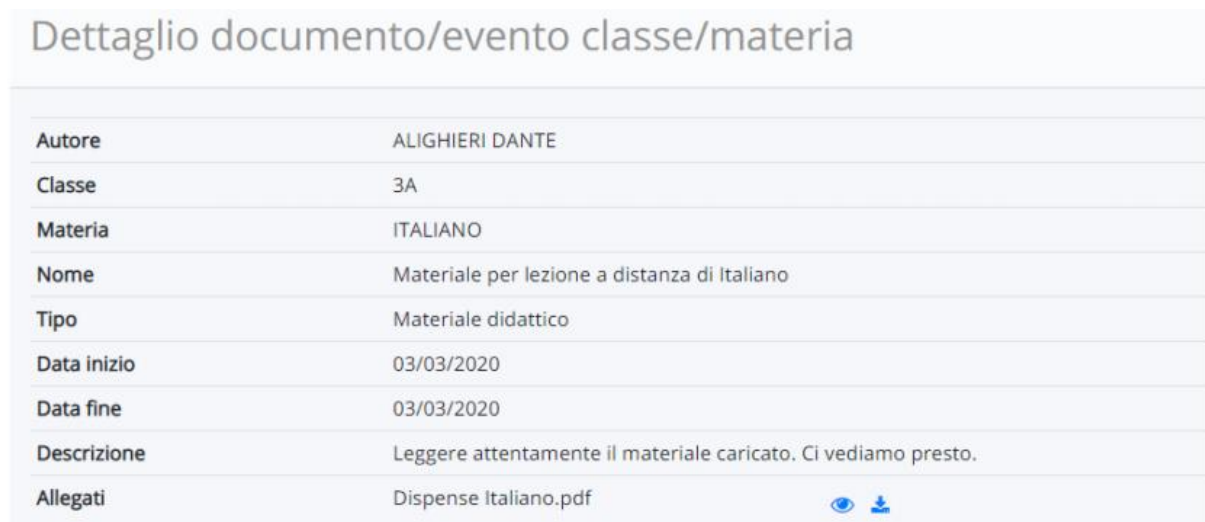 Dettaglio documento/evento classe/materia
Autore ALIGHIERI DANTE
Classe 3A
Materia ITALIANO
Nome Materiale per lezione a distanza di Italiano
Tipo Materiale didattico
Data inizio 03/03/2020
Data fine 03/03/2020
Descrizione Leggere attentamente il materiale caricato. Ci vediamo presto.
Allegati Dispense Italiano.pdf